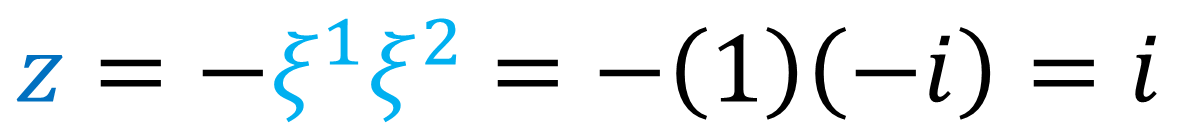 z = −ξ¹ξ² = −(1)(−i) = i